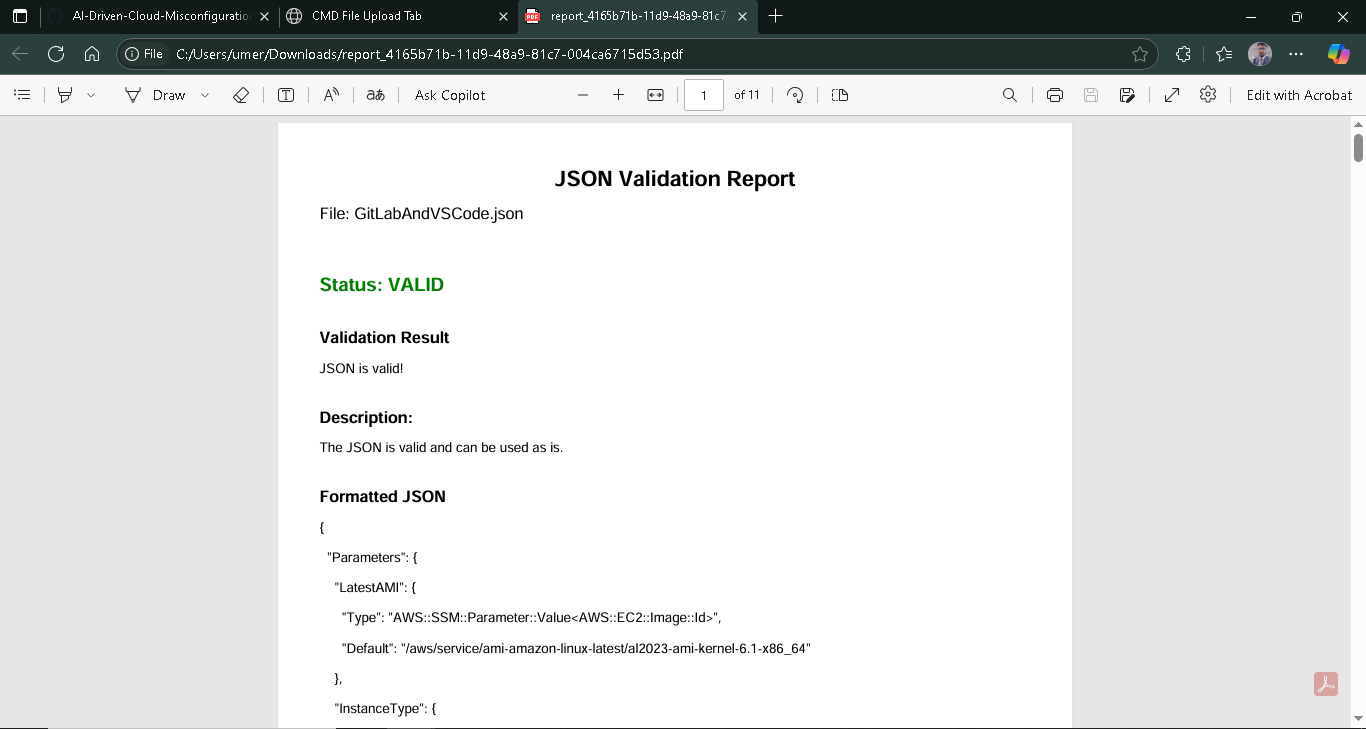 AI-Driven-Cloud-Misconfiguratio
CMD File Upload Tab
report_4165b71b-11d9-48a9-81c7-
File
C:/Users/umer/Downloads/report_4165b71b-11d9-48a9-81c7-004ca6715d53.pdf
Draw
Ask Copilot
1
of 11
Edit with Acrobat
JSON Validation Report
File: GitLabAndVSCode.json
Status: VALID
Validation Result
JSON is valid!
Description:
The JSON is valid and can be used as is.
Formatted JSON
{
"Parameters": {
"LatestAMI": {
"Type": "AWS::SSM::Parameter::Value<AWS::EC2::Image::Id>",
"Default": "/aws/service/ami-amazon-linux-latest/al2023-ami-kernel-6.1-x86_64"
},
"InstanceType": {